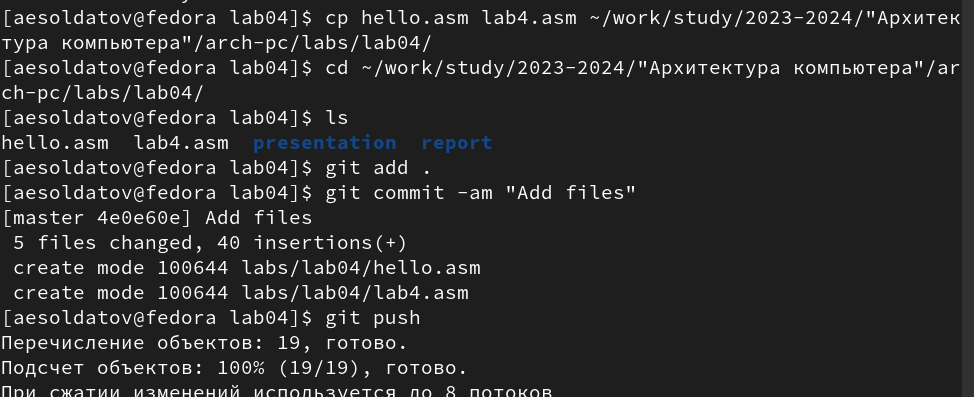 [aesoldatov@fedora lab04]$ cp hello.asm lab4.asm ~/work/study/2023-2024/"Архитек
тура компьютера"/arch-pc/labs/lab04/
[aesoldatov@fedora lab04]$ cd ~/work/study/2023-2024/"Архитектура компьютера"/ar
ch-pc/labs/lab04/
[aesoldatov@fedora lab04]$ ls
hello.asm  lab4.asm  presentation  report
[aesoldatov@fedora lab04]$ git add .
[aesoldatov@fedora lab04]$ git commit -am "Add files"
[master 4e0e60e] Add files
 5 files changed, 40 insertions(+)
 create mode 100644 labs/lab04/hello.asm
 create mode 100644 labs/lab04/lab4.asm
[aesoldatov@fedora lab04]$ git push
Перечисление объектов: 19, готово.
Подсчет объектов: 100% (19/19), готово.
При сжатии изменений используется до 8 потоков